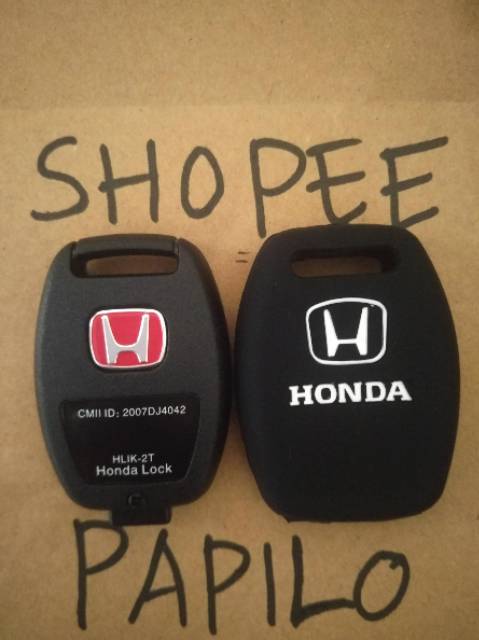 SHOPEE
CMII ID: 2007DJ4042
HLIK-2T
Honda Lock
HONDA
PAPILO